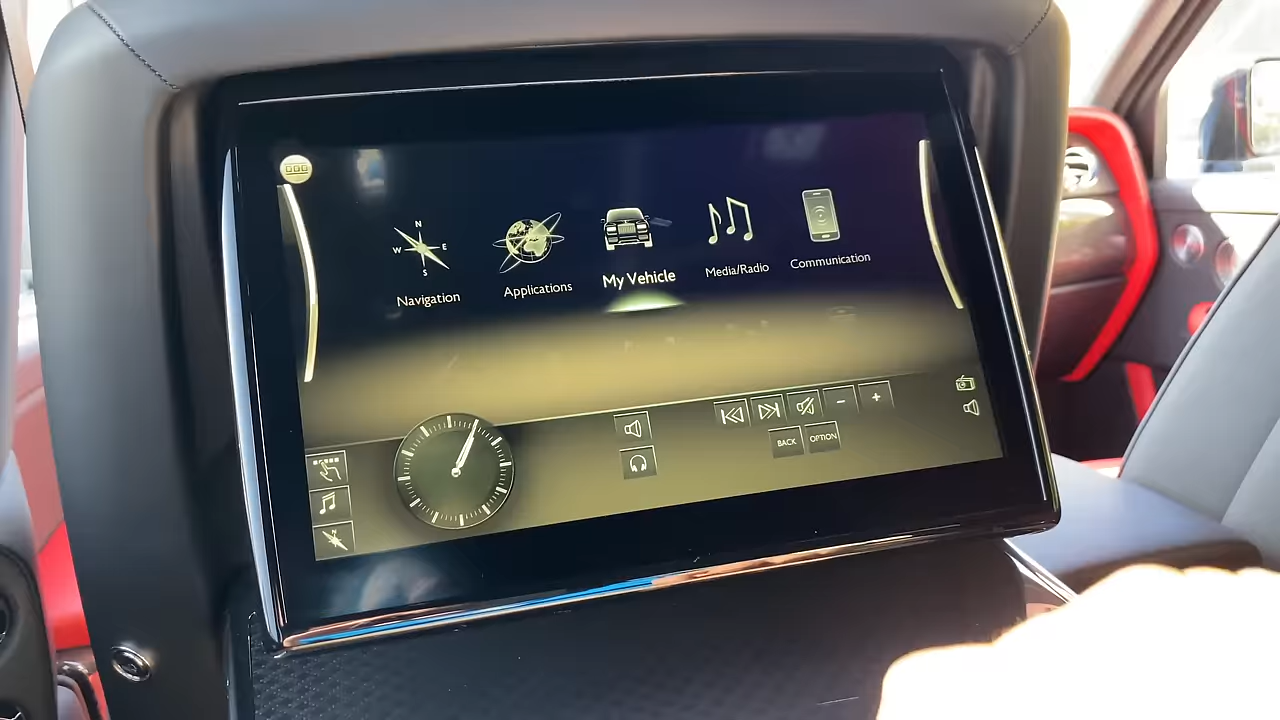 N
W E
S
Navigation
Applications
My Vehicle
Media/Radio
Communication
- +
BACK OPTION